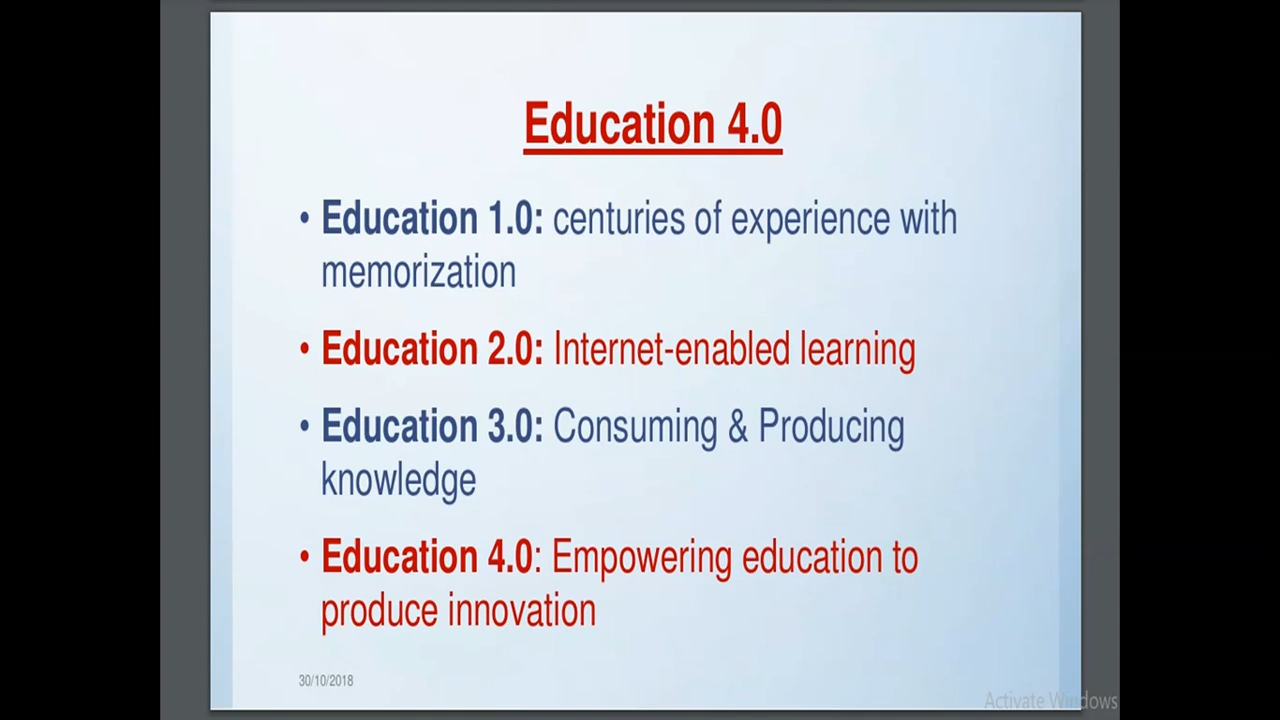 Education 4.0
• Education 1.0: centuries of experience with
memorization
• Education 2.0: Internet-enabled learning
• Education 3.0: Consuming & Producing
knowledge
• Education 4.0: Empowering education to
produce innovation
30/10/2018
Activate Windows